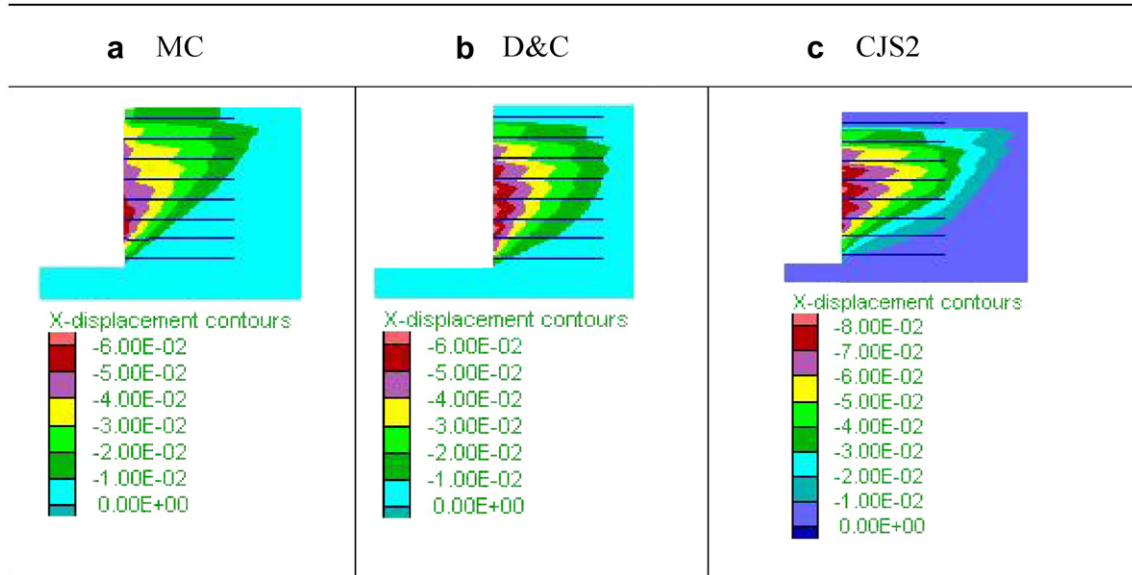 a MC
b D&C
c CJS2
X-displacement contours
-6.00E-02
-5.00E-02
-4.00E-02
-3.00E-02
-2.00E-02
-1.00E-02
0.00E+00
X-displacement contours
-6.00E-02
-5.00E-02
-4.00E-02
-3.00E-02
-2.00E-02
-1.00E-02
0.00E+00
X-displacement contours
-8.00E-02
-7.00E-02
-6.00E-02
-5.00E-02
-4.00E-02
-3.00E-02
-2.00E-02
-1.00E-02
0.00E+00